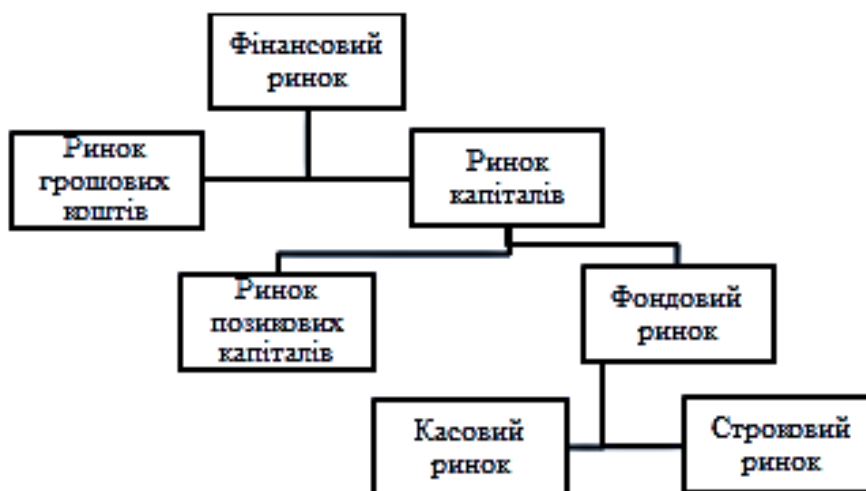 Фінансовий
ринок
Ринок
грошових
коштів
Ринок
капіталів
Ринок
позикових
капіталів
Фондовий
ринок
Касовий
ринок
Строковий
ринок